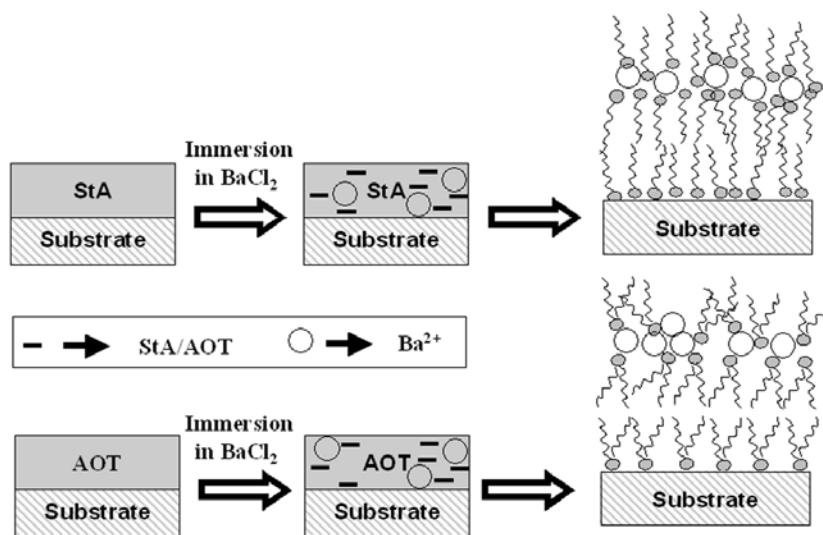 Immersion
in BaCl₂
StA
StA
Substrate
Substrate
Substrate
StA/AOT
Ba²⁺
Immersion
in BaCl₂
AOT
AOT
Substrate
Substrate
Substrate